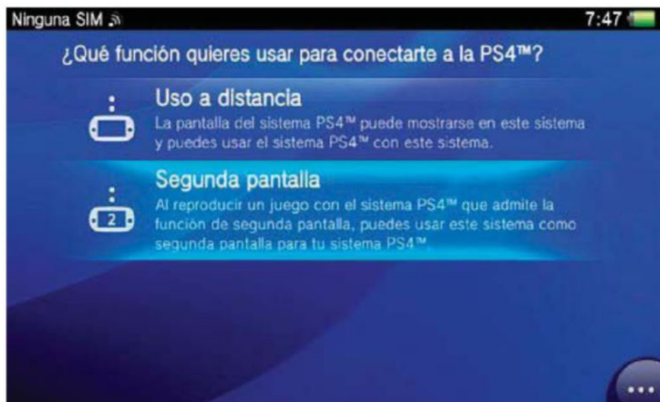 Ninguna SIM
7:47
¿Qué función quieres usar para conectarte a la PS4™?
Uso a distancia
La pantalla del sistema PS4™ puede mostrarse en este sistema
y puedes usar el sistema PS4™ con este sistema.
Segunda pantalla
2
Al reproducir un juego con el sistema PS4™ que admite la
función de segunda pantalla, puedes usar este sistema como
segunda pantalla para tu sistema PS4™.